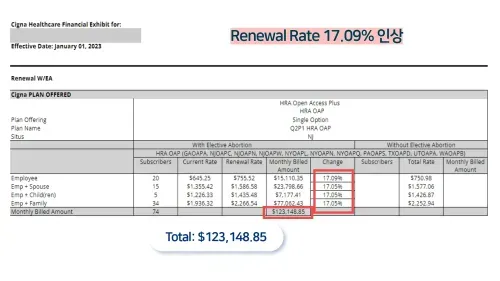 Cigna Healthcare Financial Exhibit for:
Renewal Rate 17.09% 인상
Effective Date: January 01, 2023
Renewal W/EA
Cigna PLAN OFFERED
HRA Open Access Plus
HRA OAP
Plan Offering Single Option
Plan Name Q2P1 HRA OAP
Situs NJ
With Elective Abortion Without Elective Abortion
HRA OAP (GAOAPA, NJOAPC, NJOAPN, NJOAPW, NYOAPL, NYOAPN, NYOAPQ, PAOAPS, TXOAPD, UTOAPA, WAOAPB)
Subscribers Current Rate Renewal Rate Monthly Billed Amount Change Subscribers Total Rate Monthly Billed Amount
Employee 20 $645.25 $755.52 $15,110.35 17.09% $750.98
Emp + Spouse 15 $1,355.42 $1,586.58 $23,798.66 17.05% $1,577.06
Emp + Child(ren) 5 $1,226.33 $1,435.48 $7,177.41 17.05% $1,426.87
Emp + Family 34 $1,936.32 $2,266.54 $77,062.43 17.05% $2,252.94
Monthly Billed Amount 74 $123,148.85
Total: $123,148.85